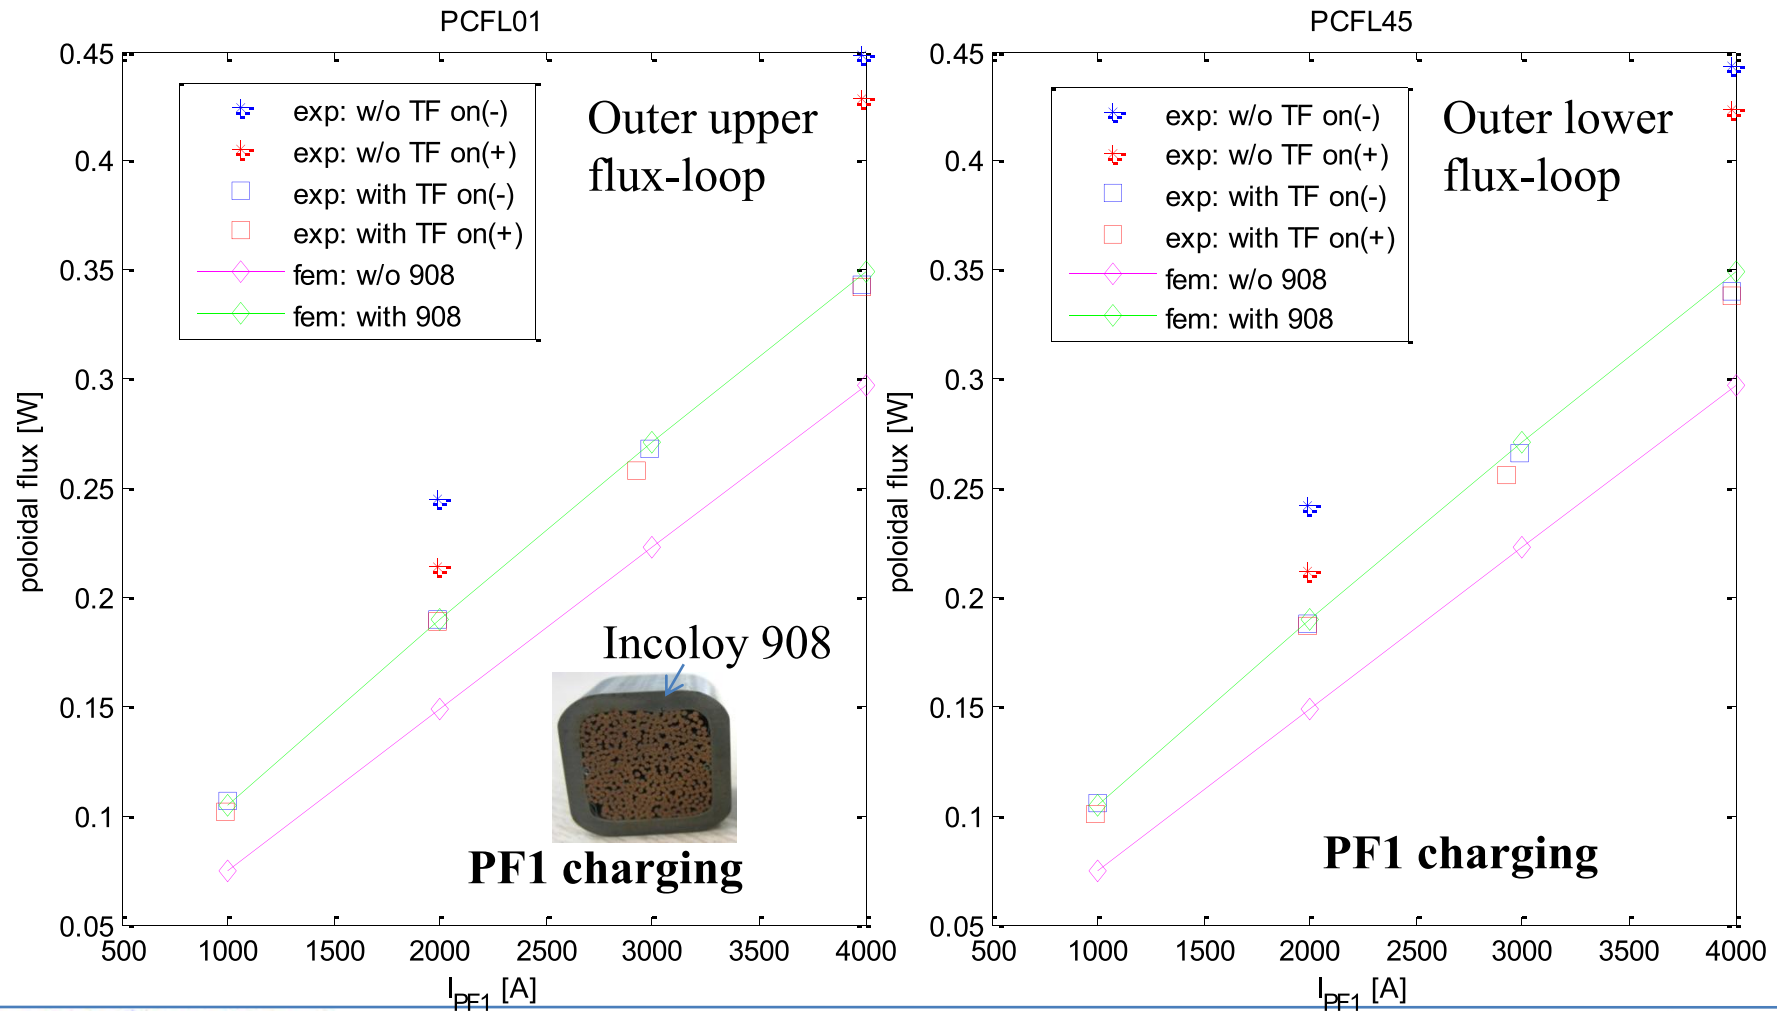 PCFL01
0.45
0.4
0.35
0.3
0.25
0.2
0.15
0.1
0.05
500
1000
1500
2000
2500
3000
3500
4000
poloidal flux [W]
I_PF1 [A]
exp: w/o TF on(-)
exp: w/o TF on(+)
exp: with TF on(-)
exp: with TF on(+)
fem: w/o 908
fem: with 908
Outer upper
flux-loop
Incoloy 908
PF1 charging
PCFL45
0.45
0.4
0.35
0.3
0.25
0.2
0.15
0.1
0.05
500
1000
1500
2000
2500
3000
3500
4000
poloidal flux [W]
I_PF1 [A]
exp: w/o TF on(-)
exp: w/o TF on(+)
exp: with TF on(-)
exp: with TF on(+)
fem: w/o 908
fem: with 908
Outer lower
flux-loop
PF1 charging